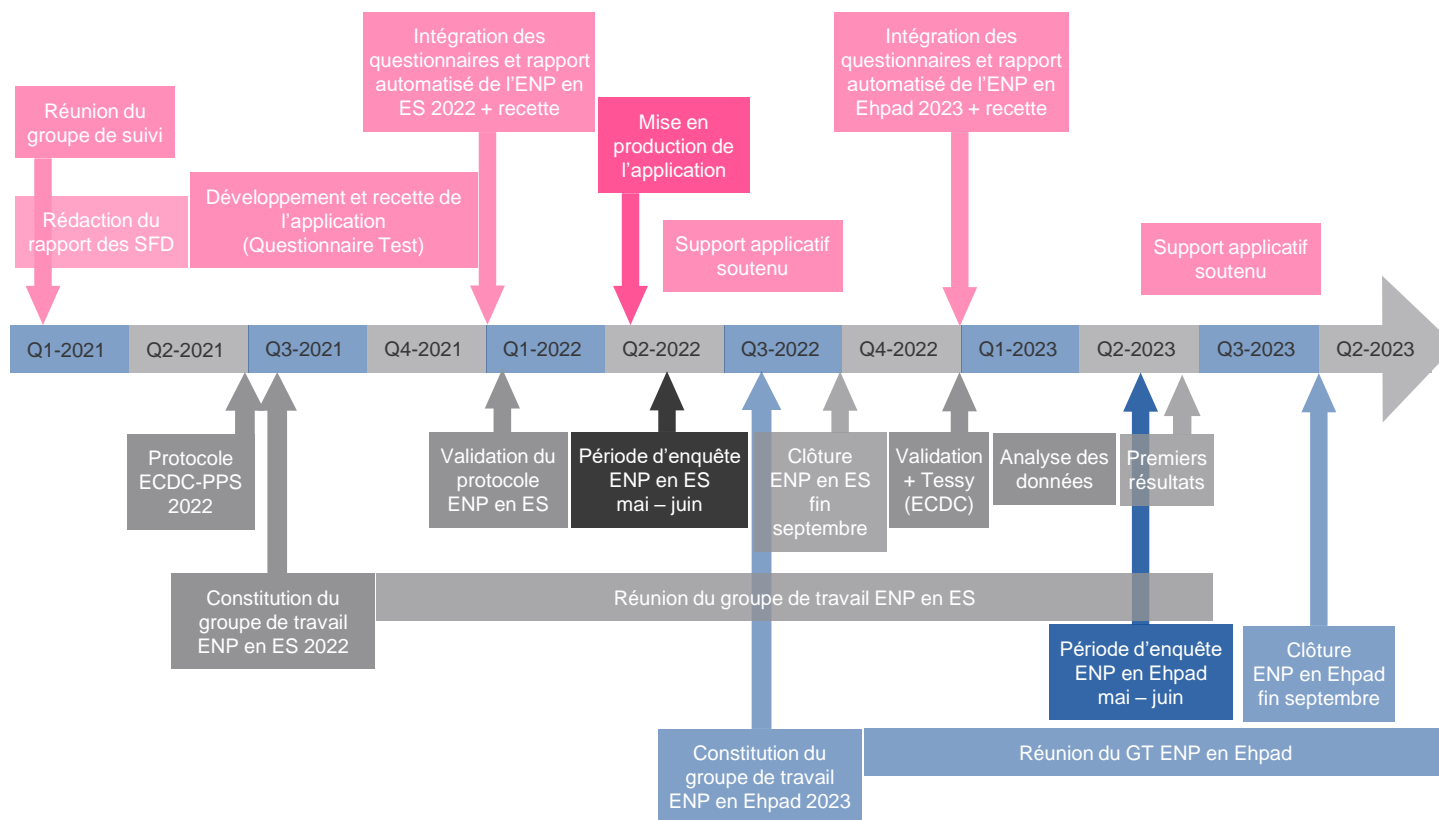 Réunion du
groupe de suivi
Rédaction du
rapport des SFD
Développement et recette de
l'application
(Questionnaire Test)
Intégration des
questionnaires et rapport
automatisé de l'ENP en
ES 2022 + recette
Mise en
production de
l'application
Support applicatif
soutenu
Intégration des
questionnaires et rapport
automatisé de l'ENP en
Ehpad 2023 + recette
Support applicatif
soutenu
Q1-2021
Q2-2021
Q3-2021
Q4-2021
Q1-2022
Q2-2022
Q3-2022
Q4-2022
Q1-2023
Q2-2023
Q3-2023
Q2-2023
Protocole
ECDC-PPS
2022
Validation du
protocole
ENP en ES
Période d'enquête
ENP en ES
mai – juin
Clôture
ENP en ES
fin
septembre
Validation
+ Tessy
(ECDC)
Analyse des
données
Premiers
résultats
Constitution du
groupe de travail
ENP en ES 2022
Réunion du groupe de travail ENP en ES
Période d'enquête
ENP en Ehpad
mai – juin
Clôture
ENP en Ehpad
fin septembre
Constitution du
groupe de travail
ENP en Ehpad 2023
Réunion du GT ENP en Ehpad